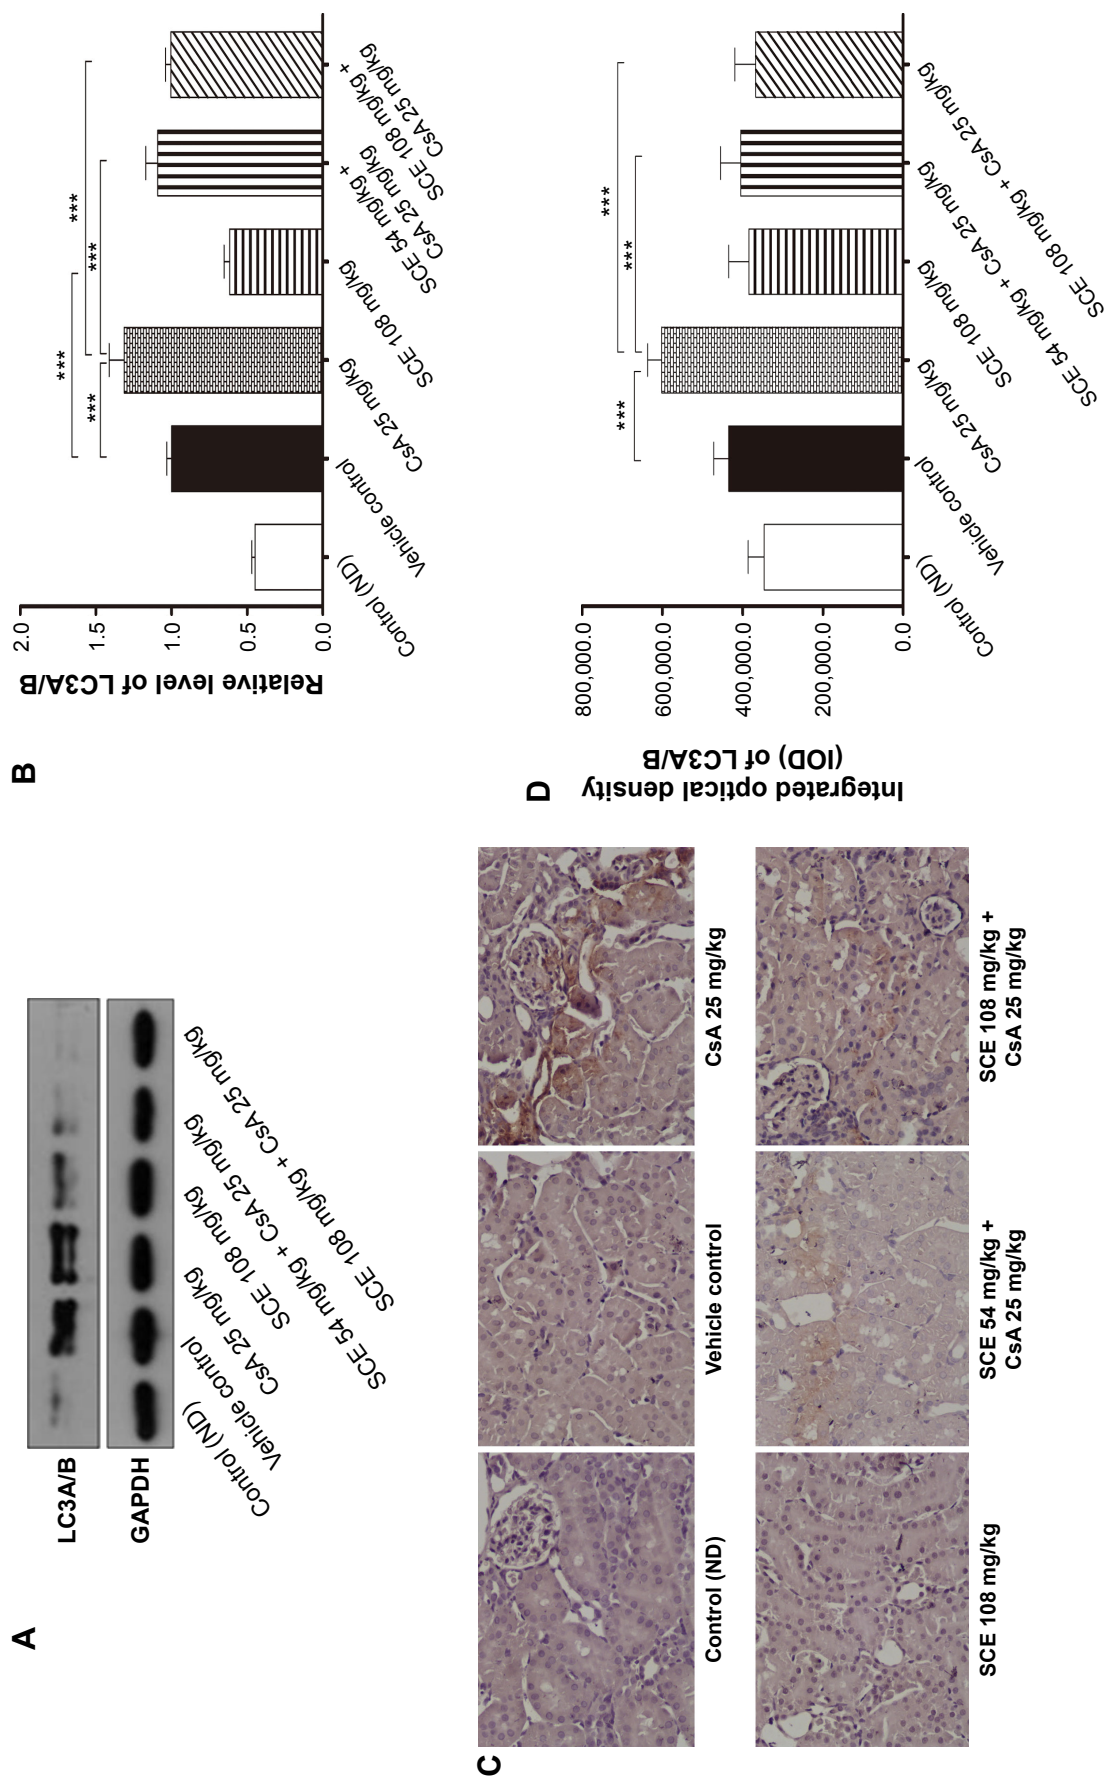 A
LC3A/B
GAPDH
Control (ND)
Vehicle control
CsA 25 mg/kg
SCE 108 mg/kg
SCE 54 mg/kg + CsA 25 mg/kg
SCE 108 mg/kg + CsA 25 mg/kg
B
Relative level of LC3A/B
2.0
1.5
1.0
0.5
0.0
***
***
***
***
Control (ND)
Vehicle control
CsA 25 mg/kg
SCE 108 mg/kg
SCE 54 mg/kg +
CsA 25 mg/kg
SCE 108 mg/kg +
CsA 25 mg/kg
C
Control (ND)
Vehicle control
CsA 25 mg/kg
SCE 108 mg/kg
SCE 54 mg/kg +
CsA 25 mg/kg
SCE 108 mg/kg +
CsA 25 mg/kg
D
Integrated optical density
(IOD) of LC3A/B
800,000.0
600,000.0
400,000.0
200,000.0
0.0
***
***
***
Control (ND)
Vehicle control
CsA 25 mg/kg
SCE 108 mg/kg
SCE 54 mg/kg + CsA 25 mg/kg
SCE 108 mg/kg + CsA 25 mg/kg